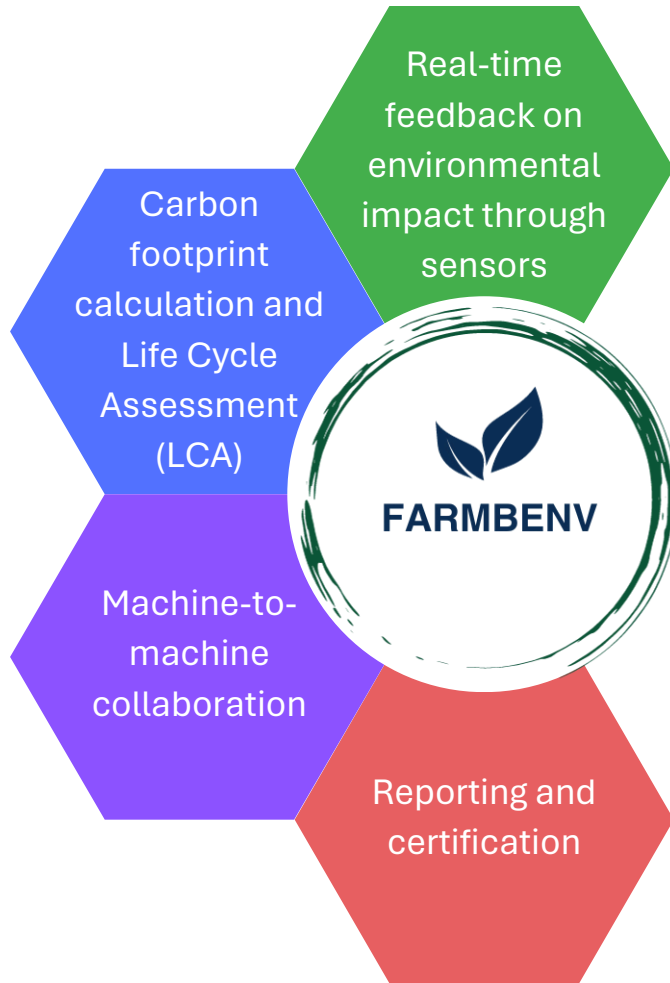 Real-time
feedback on
environmental
impact through
sensors
Carbon
footprint
calculation and
Life Cycle
Assessment
(LCA)
FARMBENV
Machine-to-
machine
collaboration
Reporting and
certification